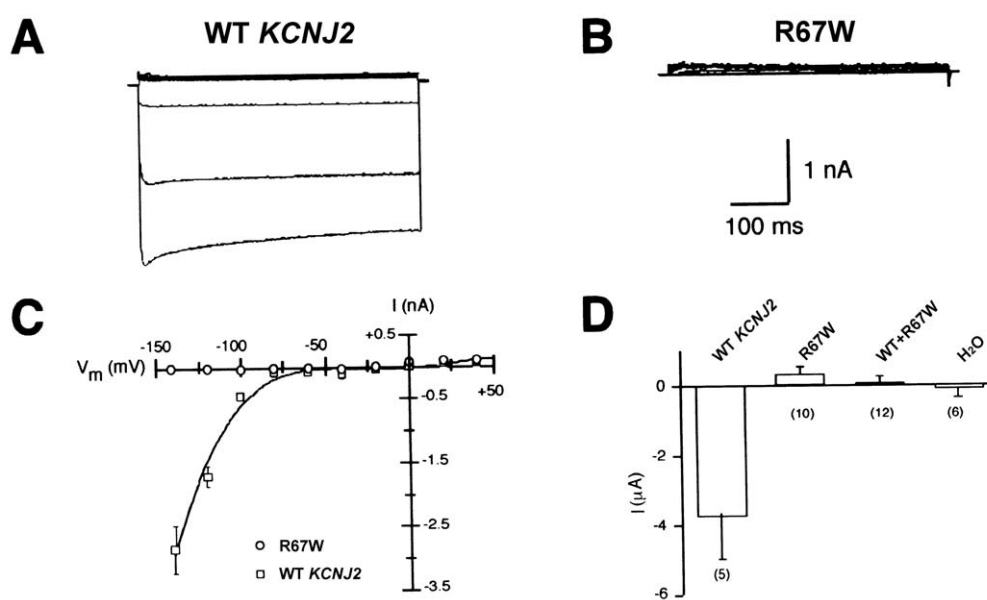 A
WT KCNJ2
B
R67W
1 nA
100 ms
C
I (nA)
+0.5
-150
-100
-50
Vm (mV)
+50
-0.5
-1.5
-2.5
-3.5
R67W
WT KCNJ2
D
WT KCNJ2
R67W
WT+R67W
H₂O
0
-2
-4
-6
I (μA)
(10)
(12)
(6)
(5)